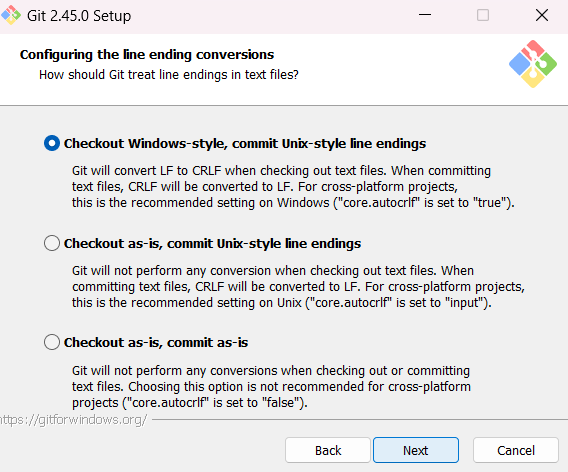 Git 2.45.0 Setup
Configuring the line ending conversions
How should Git treat line endings in text files?
Checkout Windows-style, commit Unix-style line endings
Git will convert LF to CRLF when checking out text files. When committing
text files, CRLF will be converted to LF. For cross-platform projects,
this is the recommended setting on Windows ("core.autocrlf" is set to "true").
Checkout as-is, commit Unix-style line endings
Git will not perform any conversion when checking out text files. When
committing text files, CRLF will be converted to LF. For cross-platform projects,
this is the recommended setting on Unix ("core.autocrlf" is set to "input").
Checkout as-is, commit as-is
Git will not perform any conversions when checking out or committing
text files. Choosing this option is not recommended for cross-platform
projects ("core.autocrlf" is set to "false").
https://gitforwindows.org/
Back
Next
Cancel